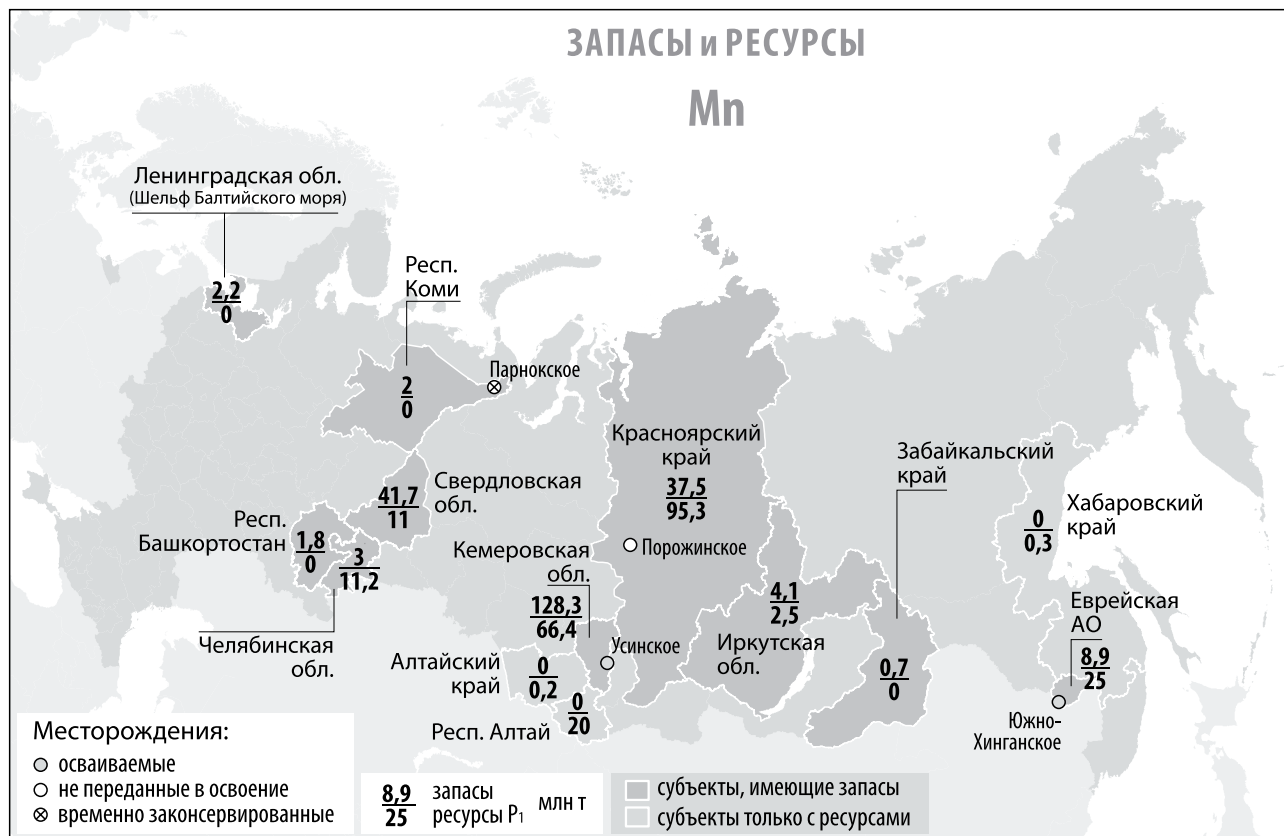 ЗАПАСЫ и РЕСУРСЫ
Mn
Ленинградская обл.
(Шельф Балтийского моря)
2,2
0
Респ.
Коми
2
0
Парнокское
Красноярский
край
37,5
95,3
Порожинское
Забайкальский
край
0,7
0
Хабаровский
край
0
0,3
Свердловская
обл.
41,7
11
Респ.
Башкортостан
1,8
0
3
11,2
Челябинская
обл.
Кемеровская
обл.
128,3
66,4
Усинское
4,1
2,5
Иркутская
обл.
Еврейская
АО
8,9
25
Южно-
Хинганское
Алтайский
край
0
0,2
0
20
Респ. Алтай
Месторождения:
осваиваемые
не переданные в освоение
временно законсервированные
8,9 запасы
25 ресурсы P₁
млн т
субъекты, имеющие запасы
субъекты только с ресурсами